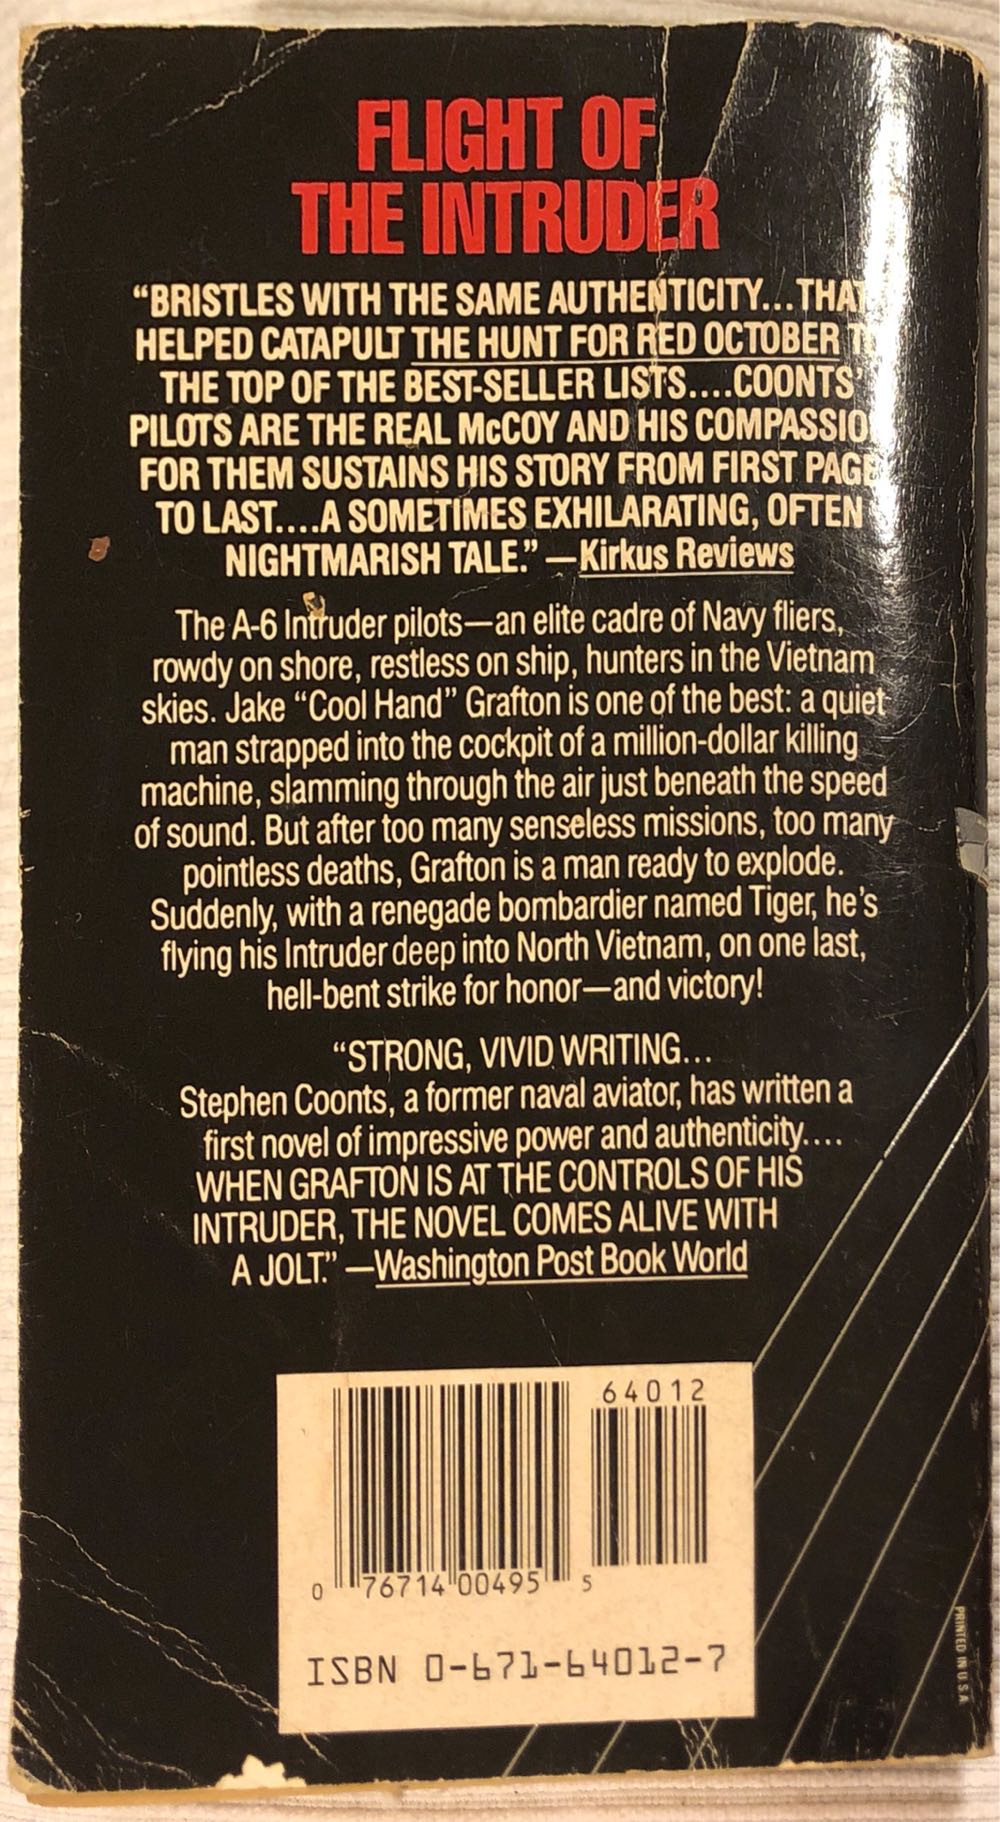 FLIGHT OF
THE INTRUDER
“BRISTLES WITH THE SAME AUTHENTICITY...THAT
HELPED CATAPULT THE HUNT FOR RED OCTOBER
THE TOP OF THE BEST-SELLER LISTS....COONTS’
PILOTS ARE THE REAL McCOY AND HIS COMPASSIO
FOR THEM SUSTAINS HIS STORY FROM FIRST PAGE
TO LAST....A SOMETIMES EXHILARATING, OFTEN
NIGHTMARISH TALE.” —Kirkus Reviews
The A-6 Intruder pilots—an elite cadre of Navy fliers,
rowdy on shore, restless on ship, hunters in the Vietnam
skies. Jake “Cool Hand” Grafton is one of the best: a quiet
man strapped into the cockpit of a million-dollar killing
machine, slamming through the air just beneath the speed
of sound. But after too many senseless missions, too many
pointless deaths, Grafton is a man ready to explode.
Suddenly, with a renegade bombardier named Tiger, he’s
flying his Intruder deep into North Vietnam, on one last,
hell-bent strike for honor—and victory!
“STRONG, VIVID WRITING...
Stephen Coonts, a former naval aviator, has written a
first novel of impressive power and authenticity....
WHEN GRAFTON IS AT THE CONTROLS OF HIS
INTRUDER, THE NOVEL COMES ALIVE WITH
A JOLT.” —Washington Post Book World
64012
0 76714 00495 5
ISBN 0-671-64012-7
PRINTED IN U.S.A.